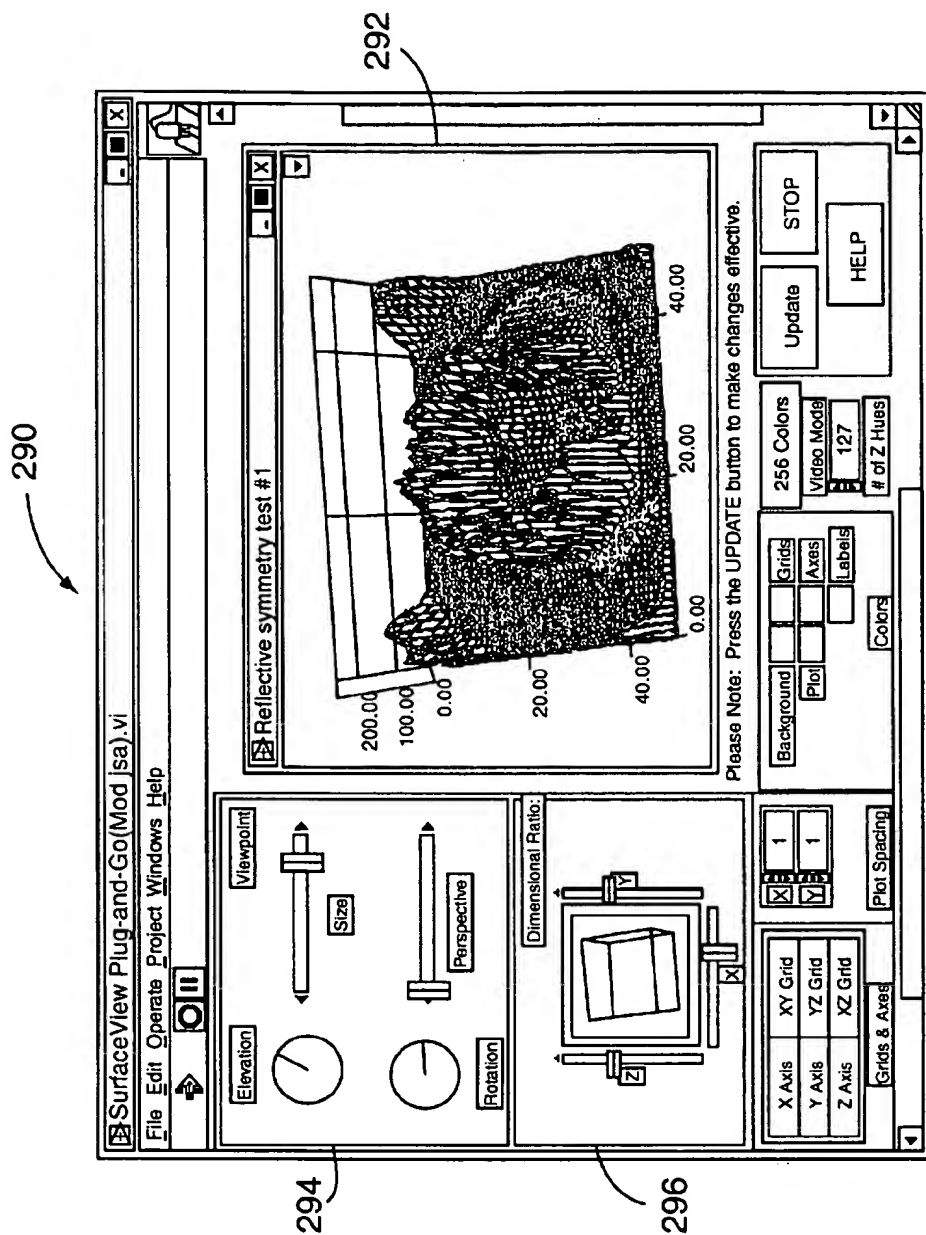 290
SurfaceView Plug-and-Go(Mod jsa).vi
File Edit Operate Project Windows Help
294
Elevation
Viewpoint
Size
Rotation
Perspective
296
Dimensional Ratio:
Z
Y
X
292
Reflective symmetry test #1
200.00
100.00
0.00
20.00
40.00
0.00
20.00
40.00
Please Note: Press the UPDATE button to make changes effective.
X Axis XY Grid
Y Axis YZ Grid
Z Axis XZ Grid
Grids & Axes
X 1
Y 1
Plot Spacing
Background Grids
Plot Axes
Labels
Colors
256 Colors
Video Mode
127
# of Z Hues
Update STOP
HELP